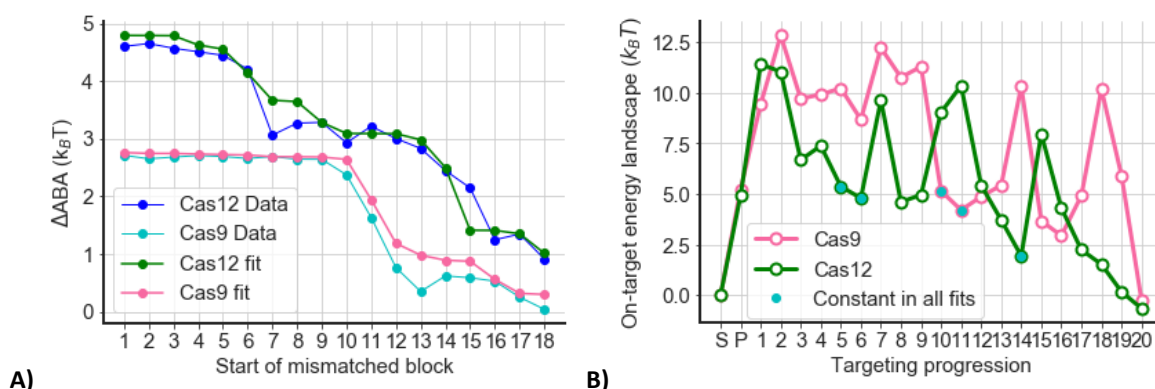 5
4
3
2
1
0
ΔABA (k_BT)
Cas12 Data
Cas9 Data
Cas12 fit
Cas9 fit
1 2 3 4 5 6 7 8 9 10 11 12 13 14 15 16 17 18
Start of mismatched block
A)
12.5
10.0
7.5
5.0
2.5
0.0
On-target energy landscape (k_BT)
Cas9
Cas12
Constant in all fits
S P 1 2 3 4 5 6 7 8 9 10 11 12 13 14 15 16 17 18 19 20
Targeting progression
B)